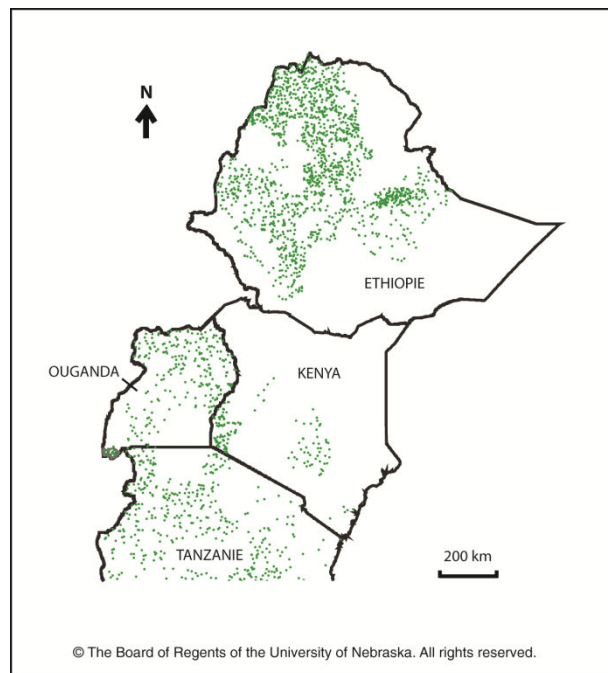 N
ETHIOPIE
OUGANDA
KENYA
TANZANIE
200 km
© The Board of Regents of the University of Nebraska. All rights reserved.